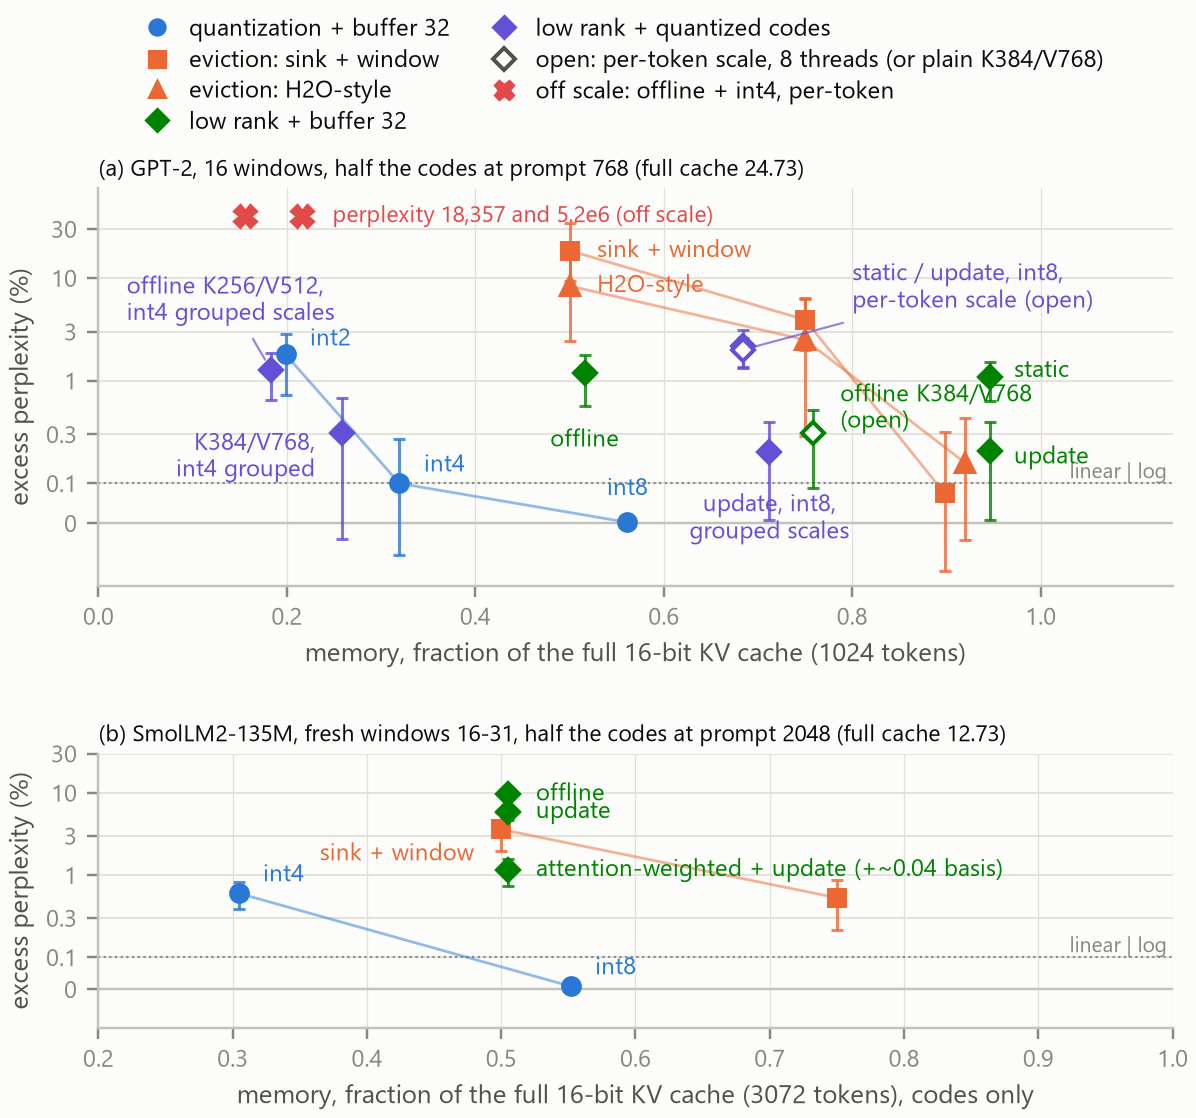 quantization + buffer 32
eviction: sink + window
eviction: H2O-style
low rank + buffer 32
low rank + quantized codes
open: per-token scale, 8 threads (or plain K384/V768)
off scale: offline + int4, per-token
(a) GPT-2, 16 windows, half the codes at prompt 768 (full cache 24.73)
excess perplexity (%)
30
10
3
1
0.3
0.1
0
perplexity 18,357 and 5.2e6 (off scale)
sink + window
H2O-style
offline K256/V512,
int4 grouped scales
int2
static / update, int8,
per-token scale (open)
static
offline K384/V768
(open)
offline
K384/V768,
int4 grouped
int4
int8
update
linear | log
update, int8,
grouped scales
0.0
0.2
0.4
0.6
0.8
1.0
memory, fraction of the full 16-bit KV cache (1024 tokens)
(b) SmolLM2-135M, fresh windows 16-31, half the codes at prompt 2048 (full cache 12.73)
excess perplexity (%)
30
10
3
1
0.3
0.1
0
offline
update
sink + window
attention-weighted + update (+~0.04 basis)
int4
int8
linear | log
0.2
0.3
0.4
0.5
0.6
0.7
0.8
0.9
1.0
memory, fraction of the full 16-bit KV cache (3072 tokens), codes only